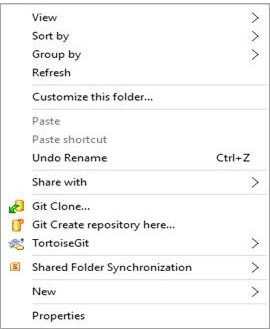 View
Sort by
Group by
Refresh
Customize this folder...
Paste
Paste shortcut
Undo Rename Ctrl+Z
Share with
Git Clone...
Git Create repository here...
TortoiseGit
S Shared Folder Synchronization
New
Properties